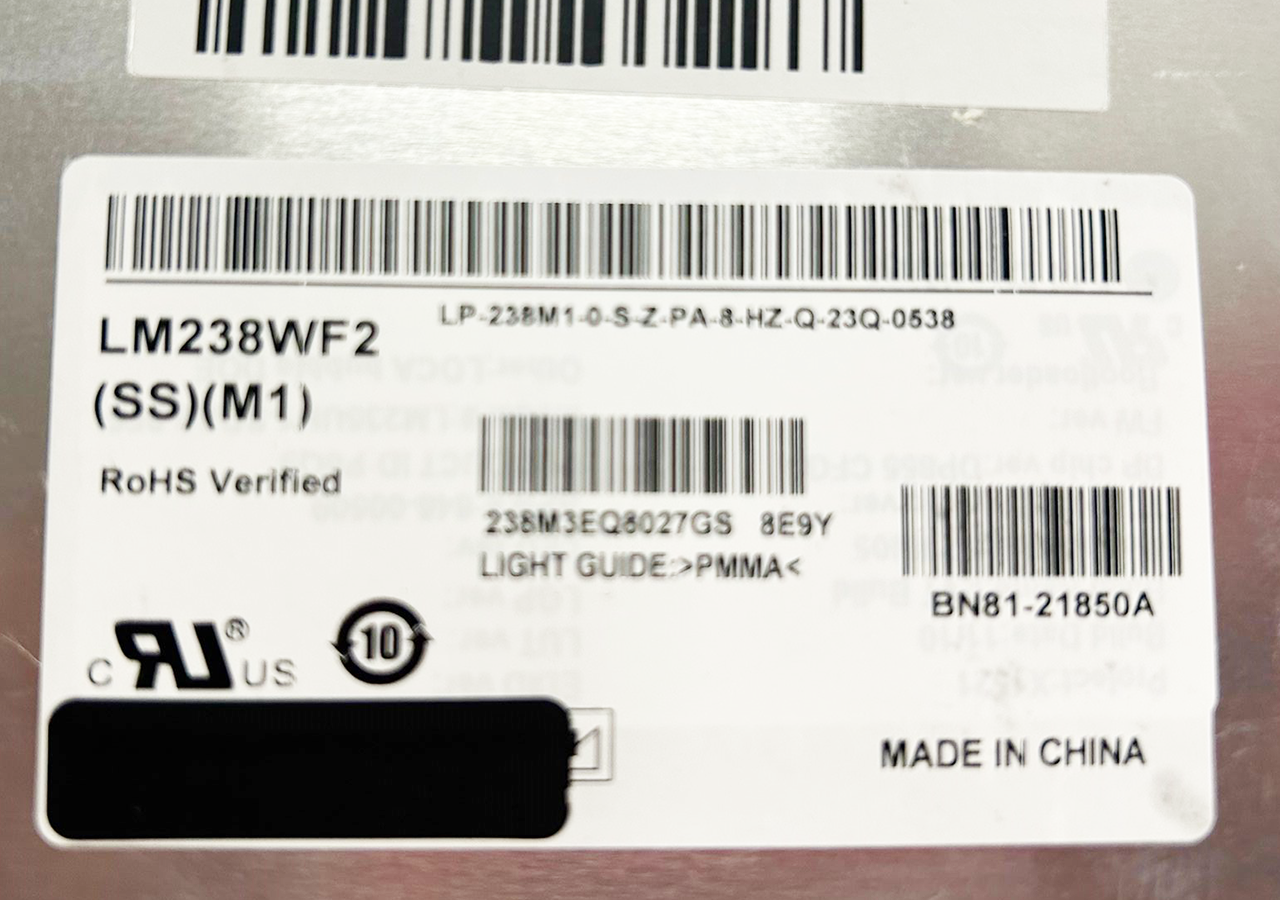 LP-238M1-0-S-Z-PA-8-HZ-Q-23Q-0538
LM238WF2
(SS)(M1)
RoHS Verified
238M3EQ8027GS 8E9Y
LIGHT GUIDE:>PMMA<
BN81-21850A
C UR® US
10
MADE IN CHINA